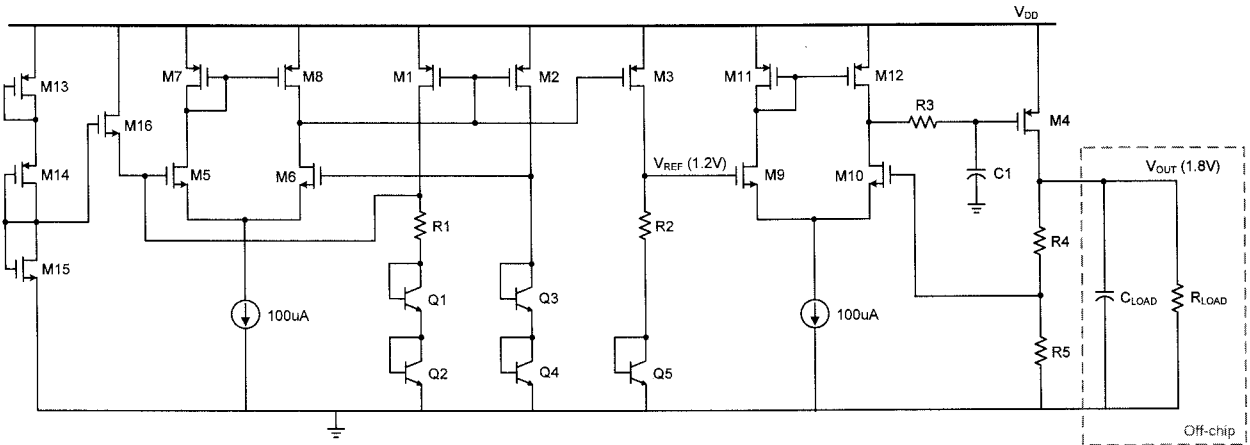 VDD
M13
M7
M8
M1
M2
M3
M11
M12
M16
R3
M4
M14
M5
M6
VREF (1.2V)
M9
M10
C1
VOUT (1.8V)
M15
R1
R2
R4
Q1
Q3
100uA
100uA
CLOAD
RLOAD
Q2
Q4
Q5
R5
Off-chip